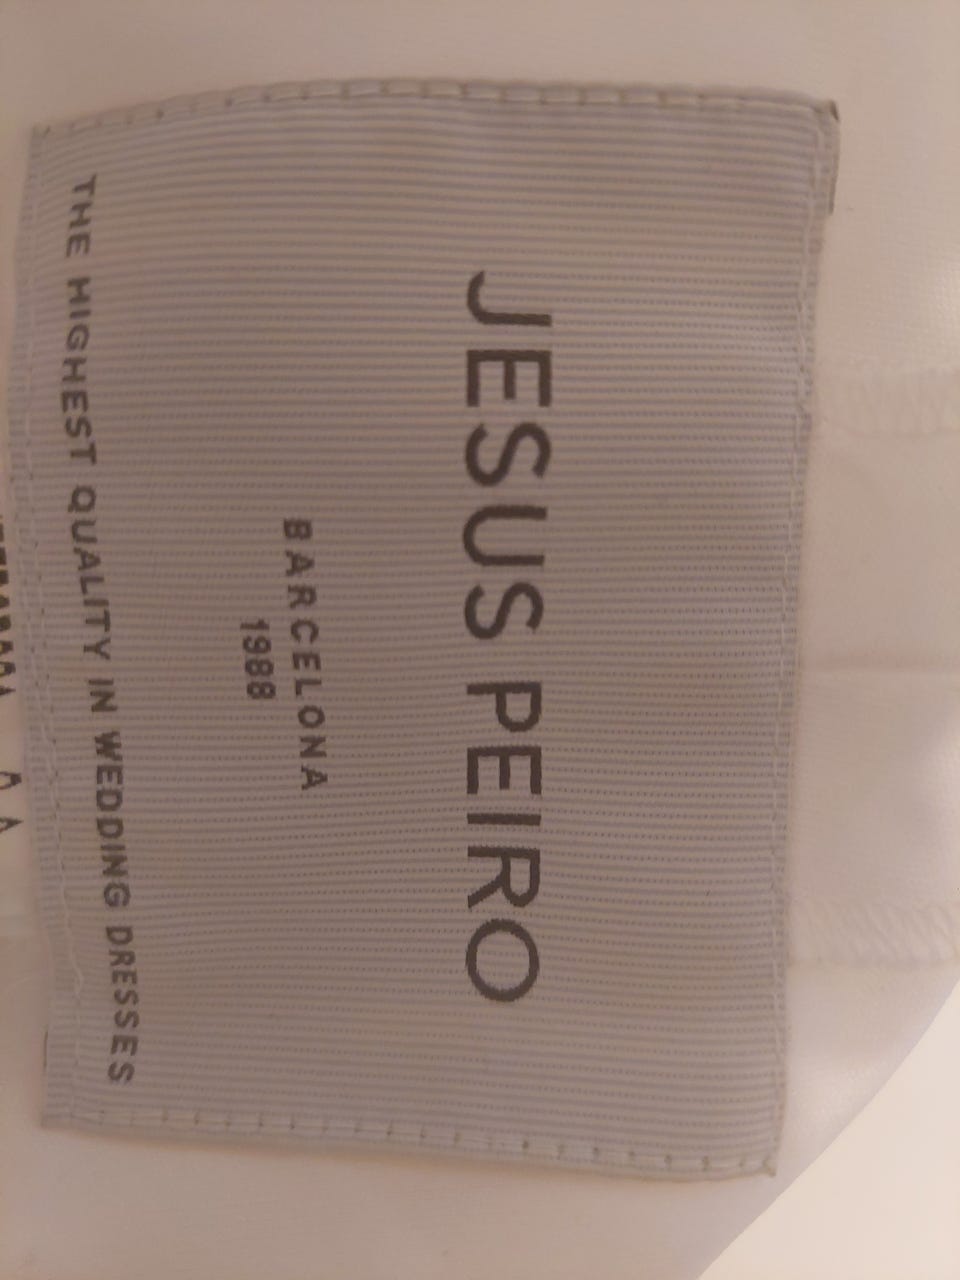 JESUS PEIRO
BARCELONA
1988
THE HIGHEST QUALITY IN WEDDING DRESSES